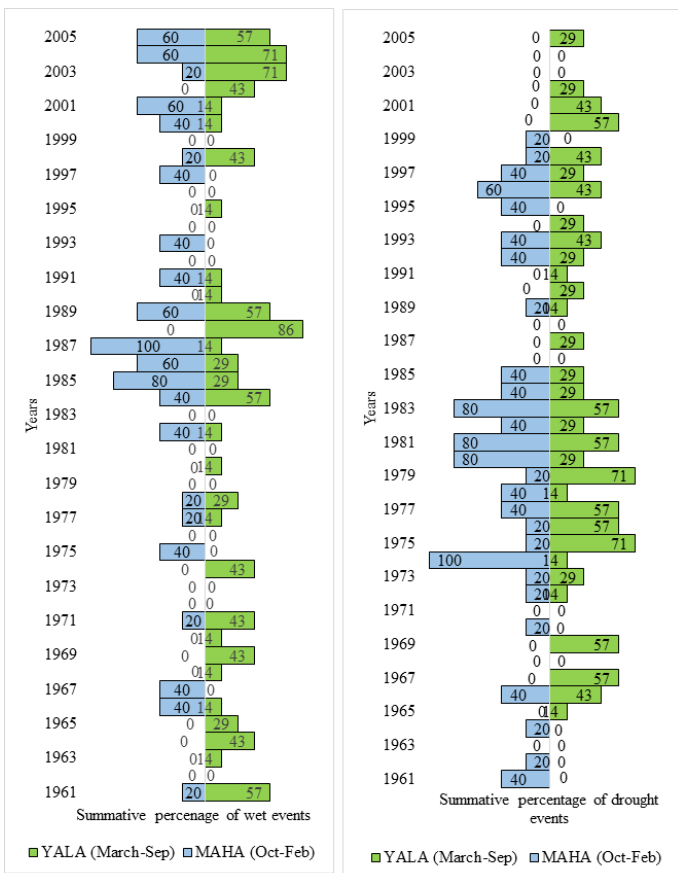 Years
2005 60 57
60 71
2003 20 71
0 43
2001 60 14
40 14
1999 0 0
20 43
1997 40 0
0 0
1995 0 14
0 0
1993 40 0
0 0
1991 40 14
0 14
1989 60 57
0 86
1987 100 14
60 29
1985 80 29
40 57
1983 0 0
40 14
1981 0 0
0 14
1979 0 0
20 29
1977 20 14
0 0
1975 40 0
0 43
1973 0 0
0 0
1971 20 43
0 14
1969 0 43
0 14
1967 40 0
40 14
1965 0 29
0 43
1963 0 14
0 0
1961 20 57
Summative percentage of wet events
YALA (March-Sep) MAHA (Oct-Feb)
Years
2005 0 29
0 0
2003 0 0
0 29
2001 0 43
0 57
1999 20 0
20 43
1997 40 29
60 43
1995 40 0
0 29
1993 40 43
40 29
1991 0 14
0 29
1989 20 14
0 0
1987 0 29
0 0
1985 40 29
40 29
1983 80 57
40 29
1981 80 57
80 29
1979 20 71
40 14
1977 40 57
20 57
1975 20 71
100 14
1973 20 29
20 14
1971 0 0
20 0
1969 0 57
0 0
1967 0 57
40 43
1965 0 14
20 0
1963 0 0
20 0
1961 40 0
Summative percentage of drought
events
YALA (March-Sep) MAHA (Oct-Feb)